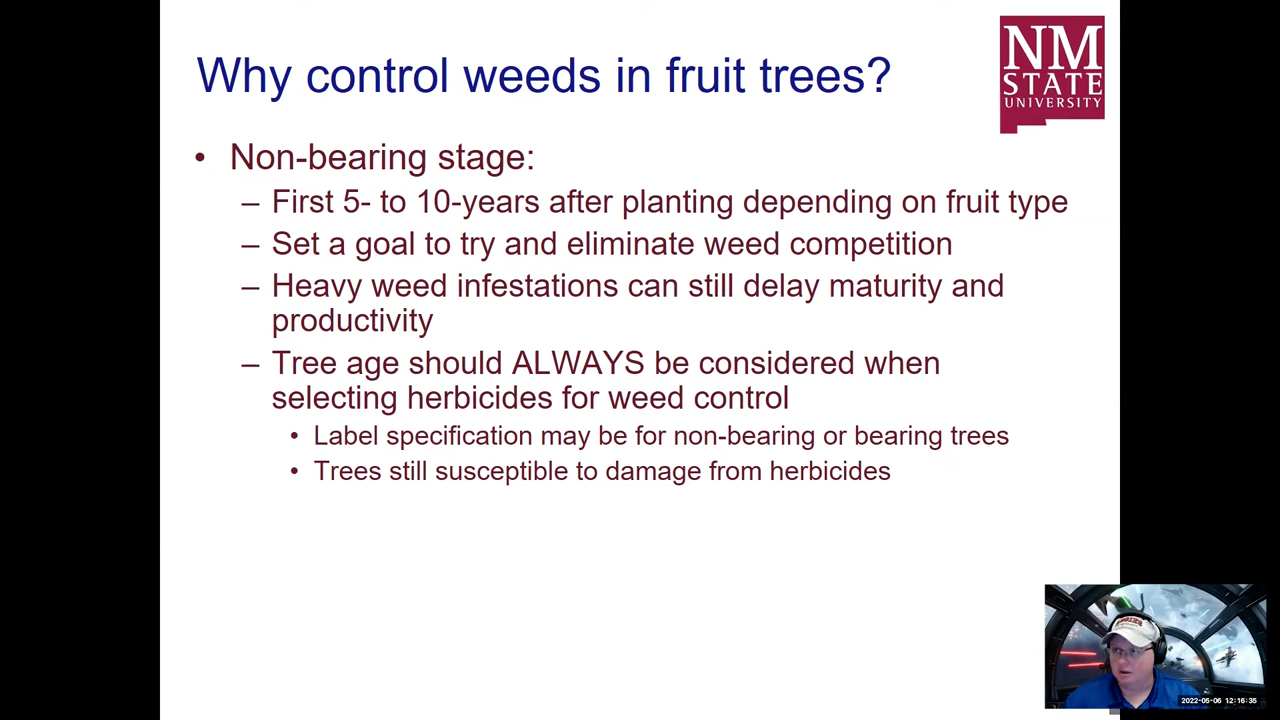 Why control weeds in fruit trees?
NM
STATE
UNIVERSITY
• Non-bearing stage:
– First 5- to 10-years after planting depending on fruit type
– Set a goal to try and eliminate weed competition
– Heavy weed infestations can still delay maturity and
productivity
– Tree age should ALWAYS be considered when
selecting herbicides for weed control
• Label specification may be for non-bearing or bearing trees
• Trees still susceptible to damage from herbicides
2022-05-06 12:16:35